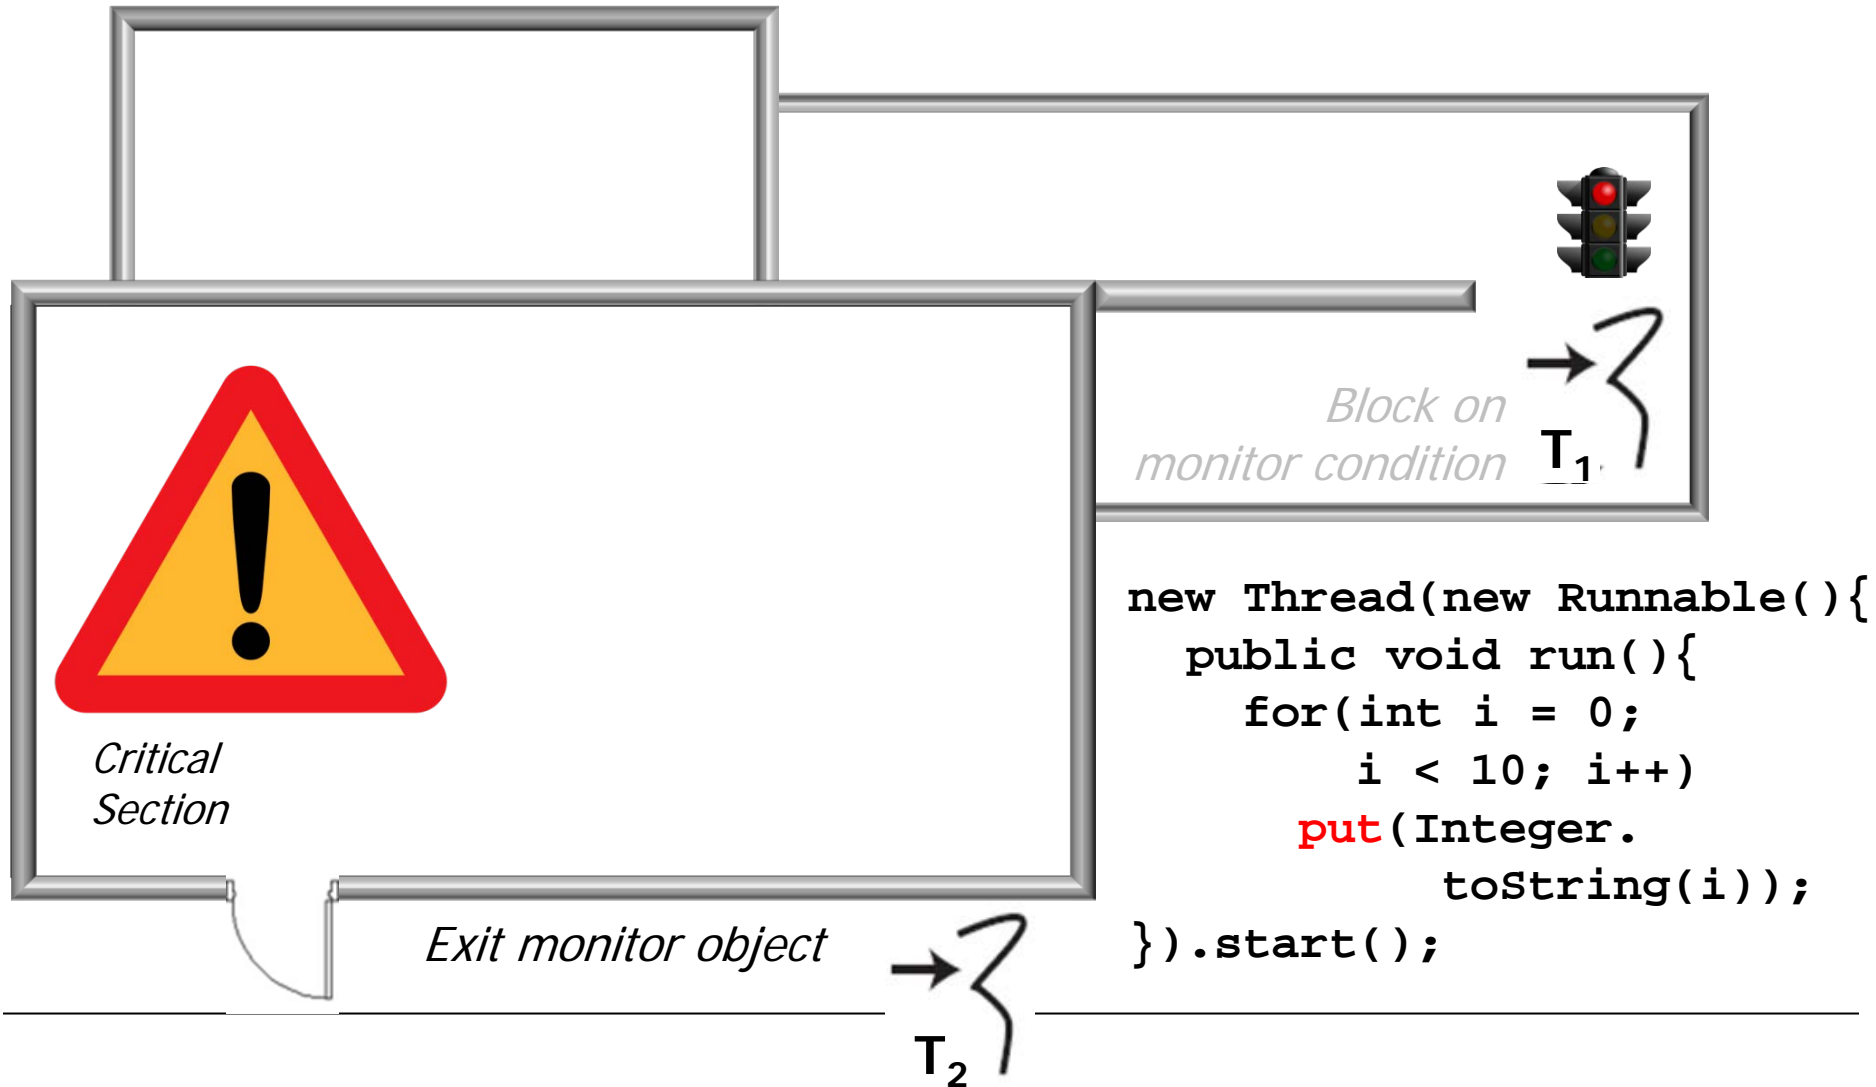 Block on
monitor condition
T1
new Thread(new Runnable(){
public void run(){
for(int i = 0;
i < 10; i++)
put(Integer.
toString(i));
}).start();
Critical
Section
Exit monitor object
T2